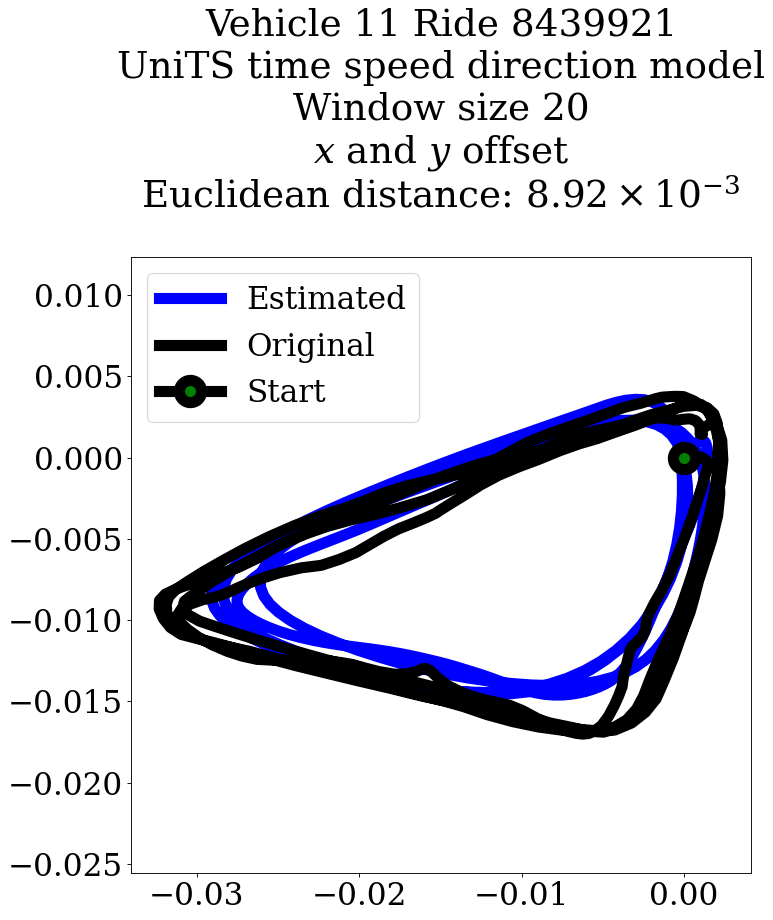 Vehicle 11 Ride 8439921
UniTS time speed direction model
Window size 20
x and y offset
Euclidean distance: 8.92 × 10⁻³
Estimated
Original
Start
0.010
0.005
0.000
−0.005
−0.010
−0.015
−0.020
−0.025
−0.03
−0.02
−0.01
0.00